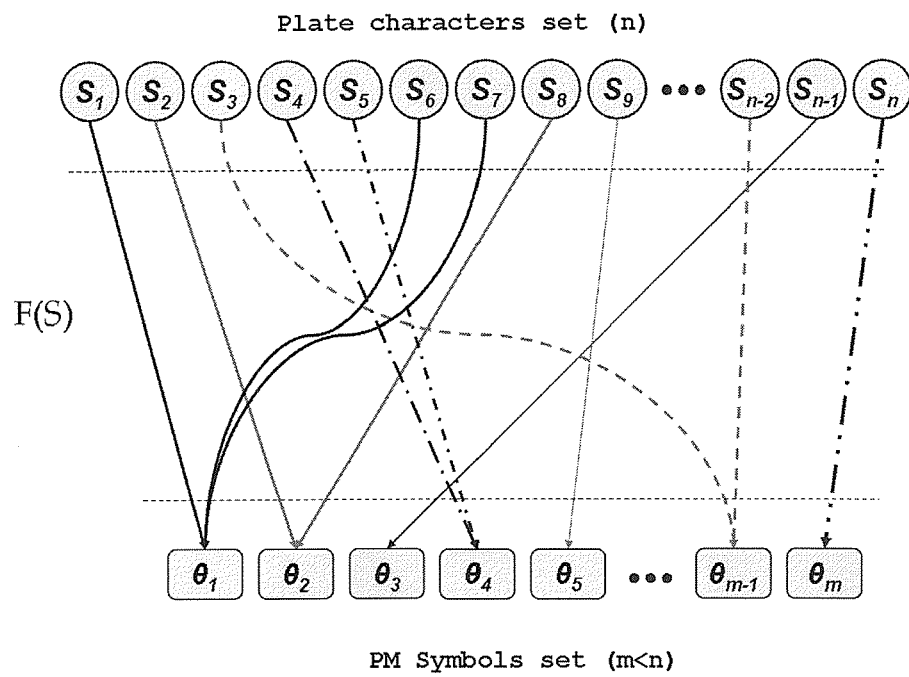 Plate characters set (n)
S1 S2 S3 S4 S5 S6 S7 S8 S9 ••• Sn-2 Sn-1 Sn
F(S)
θ1 θ2 θ3 θ4 θ5 ••• θm-1 θm
PM Symbols set (m<n)